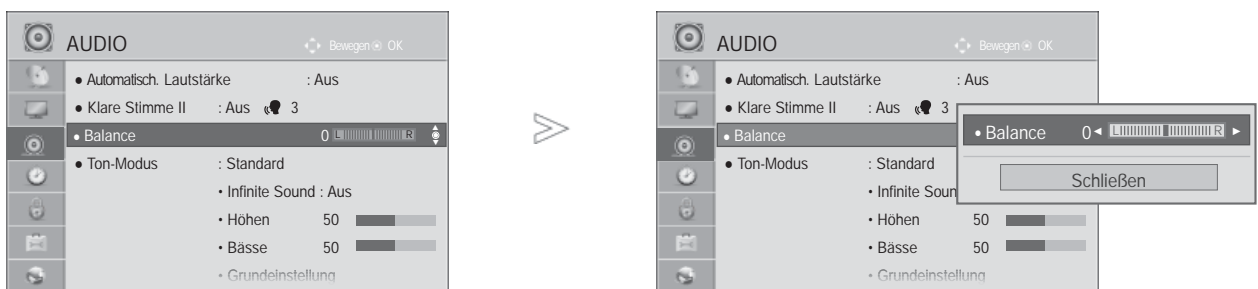 AUDIO Bewegen OK
● Automatisch. Lautstärke : Aus
● Klare Stimme II : Aus 3
● Balance 0 L R
● Ton-Modus : Standard
• Infinite Sound : Aus
• Höhen 50
• Bässe 50
• Grundeinstellung
AUDIO Bewegen OK
● Automatisch. Lautstärke : Aus
● Klare Stimme II : Aus 3
● Balance
● Ton-Modus : Standard
• Infinite Soun
• Höhen 50
• Bässe 50
• Grundeinstellung
● Balance 0 ◄ L R ►
Schließen